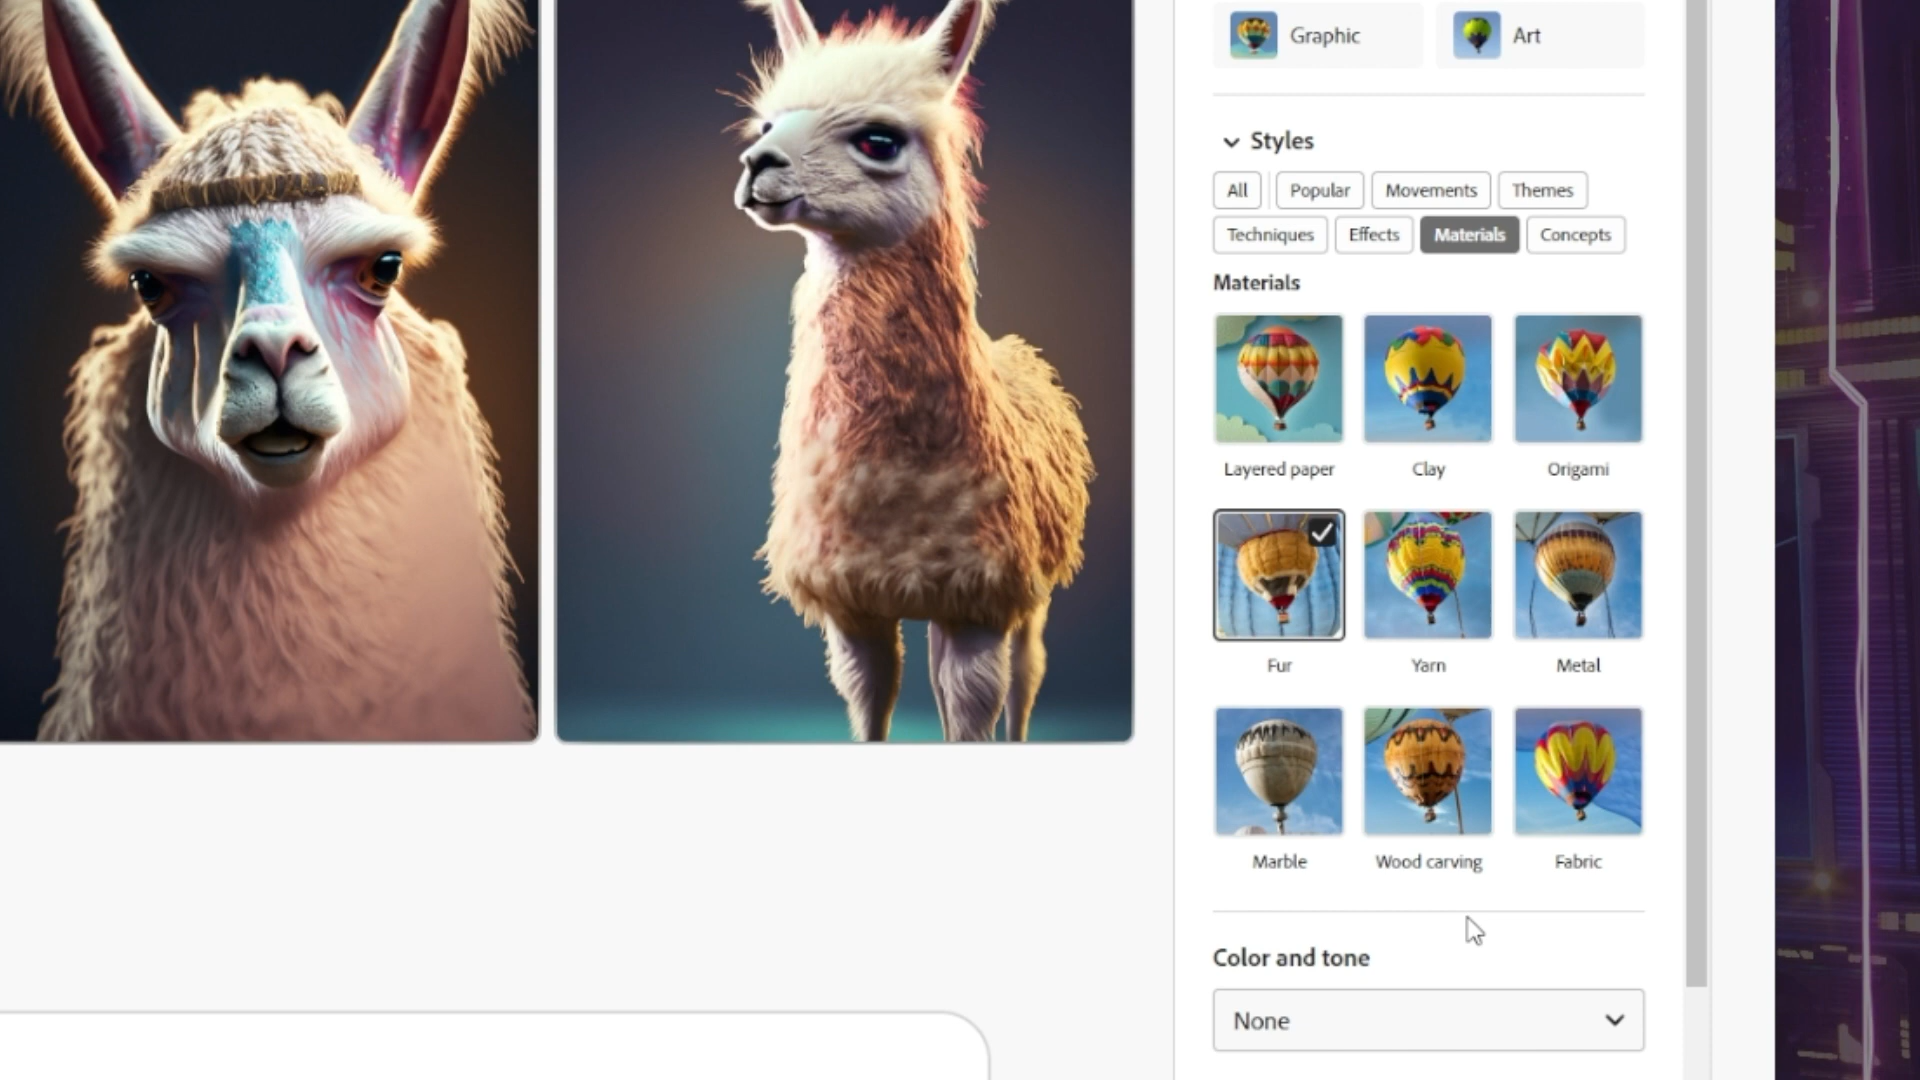 Graphic Art
Styles
All Popular Movements Themes
Techniques Effects Materials Concepts
Materials
Layered paper Clay Origami
Fur Yarn Metal
Marble Wood carving Fabric
Color and tone
None